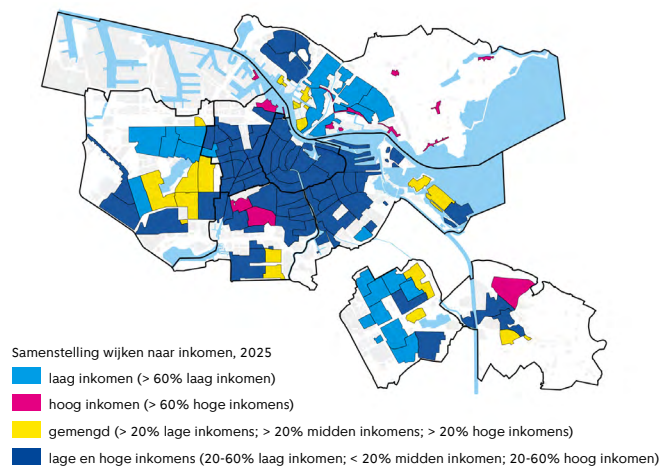 Samenstelling wijken naar inkomen, 2025
laag inkomen (> 60% laag inkomen)
hoog inkomen (> 60% hoge inkomens)
gemengd (> 20% lage inkomens; > 20% midden inkomens; > 20% hoge inkomens)
lage en hoge inkomens (20-60% laag inkomen; < 20% midden inkomen; 20-60% hoog inkomen)